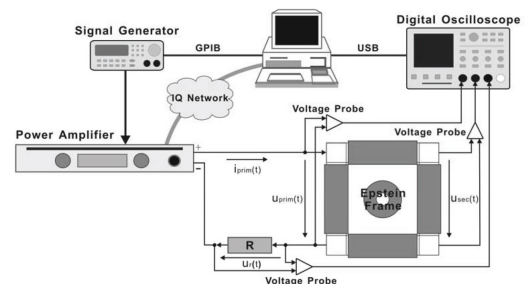 Signal Generator
GPIB
USB
Digital Oscilloscope
IQ Network
Power Amplifier
Voltage Probe
Voltage Probe
+
-
iprim(t)
uprim(t)
Epstein
Frame
usec(t)
R
ur(t)
Voltage Probe